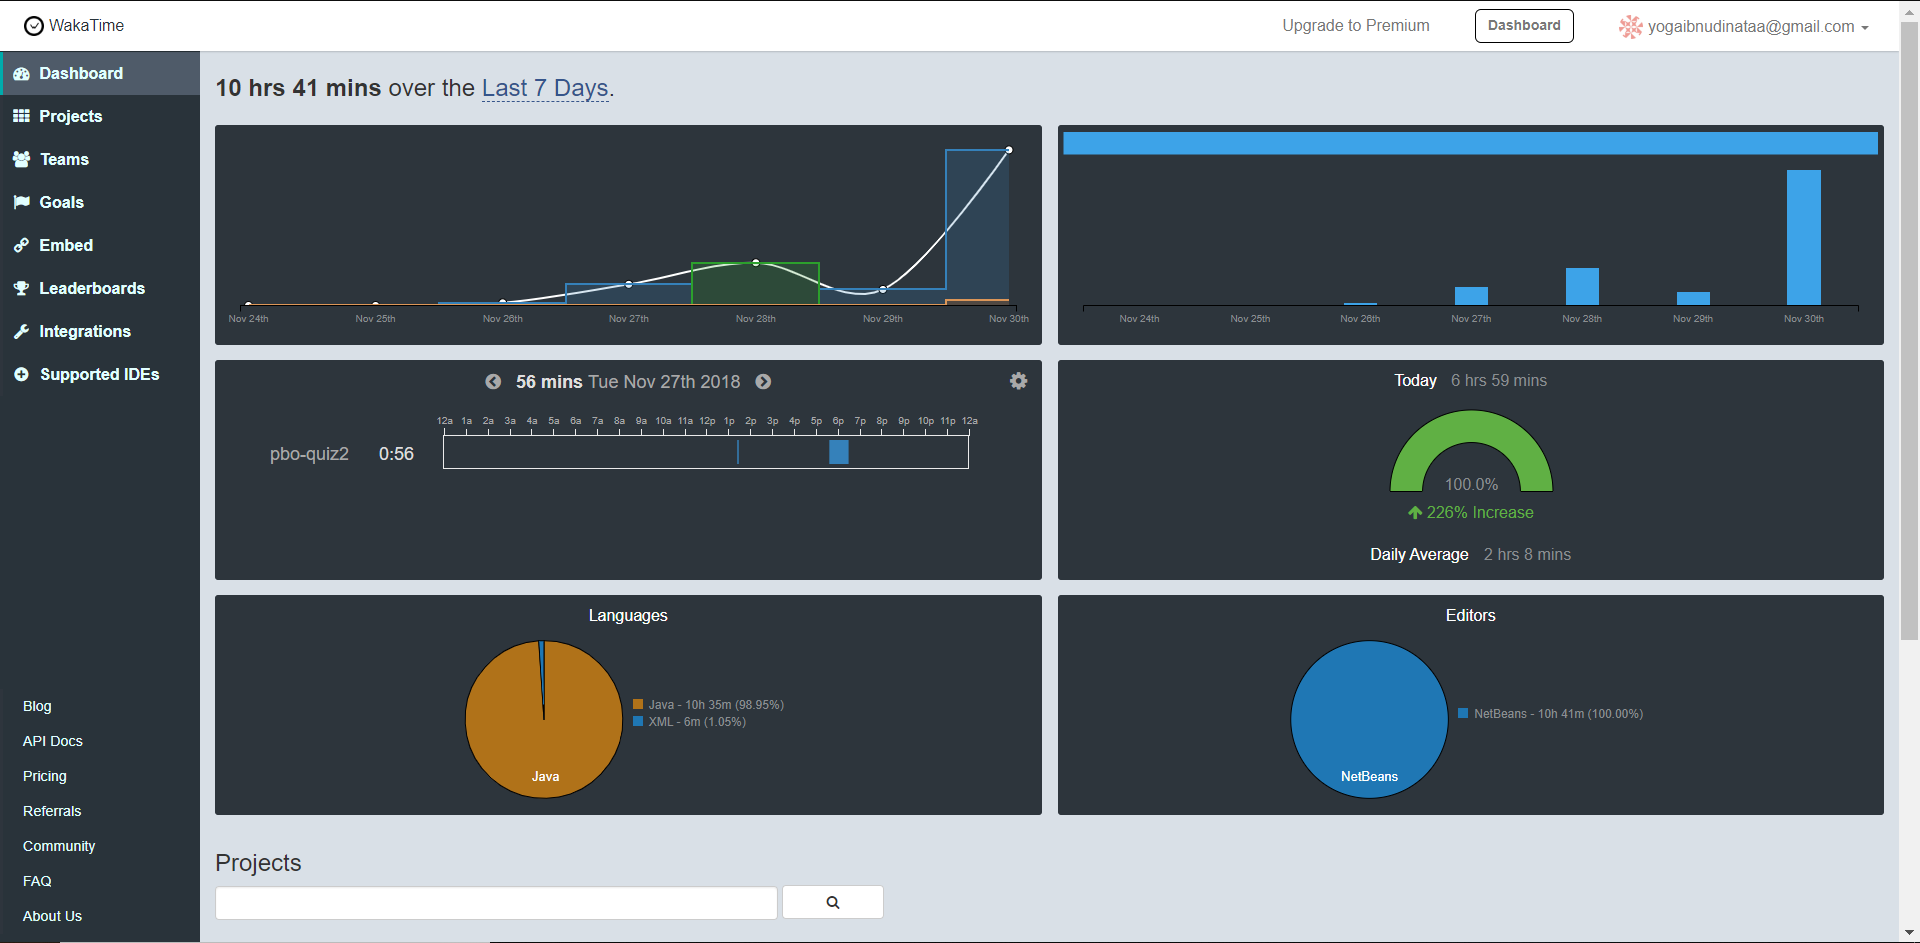 WakaTime
Upgrade to Premium
Dashboard
yogaibnudinataa@gmail.com
Dashboard
Projects
Teams
Goals
Embed
Leaderboards
Integrations
Supported IDEs
Blog
API Docs
Pricing
Referrals
Community
FAQ
About Us
10 hrs 41 mins over the Last 7 Days.
Nov 24th Nov 25th Nov 26th Nov 27th Nov 28th Nov 29th Nov 30th
Nov 24th Nov 25th Nov 26th Nov 27th Nov 28th Nov 29th Nov 30th
56 mins Tue Nov 27th 2018
12a 1a 2a 3a 4a 5a 6a 7a 8a 9a 10a 11a 12p 1p 2p 3p 4p 5p 6p 7p 8p 9p 10p 11p 12a
pbo-quiz2 0:56
Today 6 hrs 59 mins
100.0%
226% Increase
Daily Average 2 hrs 8 mins
Languages
Java - 10h 35m (98.95%)
XML - 6m (1.05%)
Java
Editors
NetBeans - 10h 41m (100.00%)
NetBeans
Projects